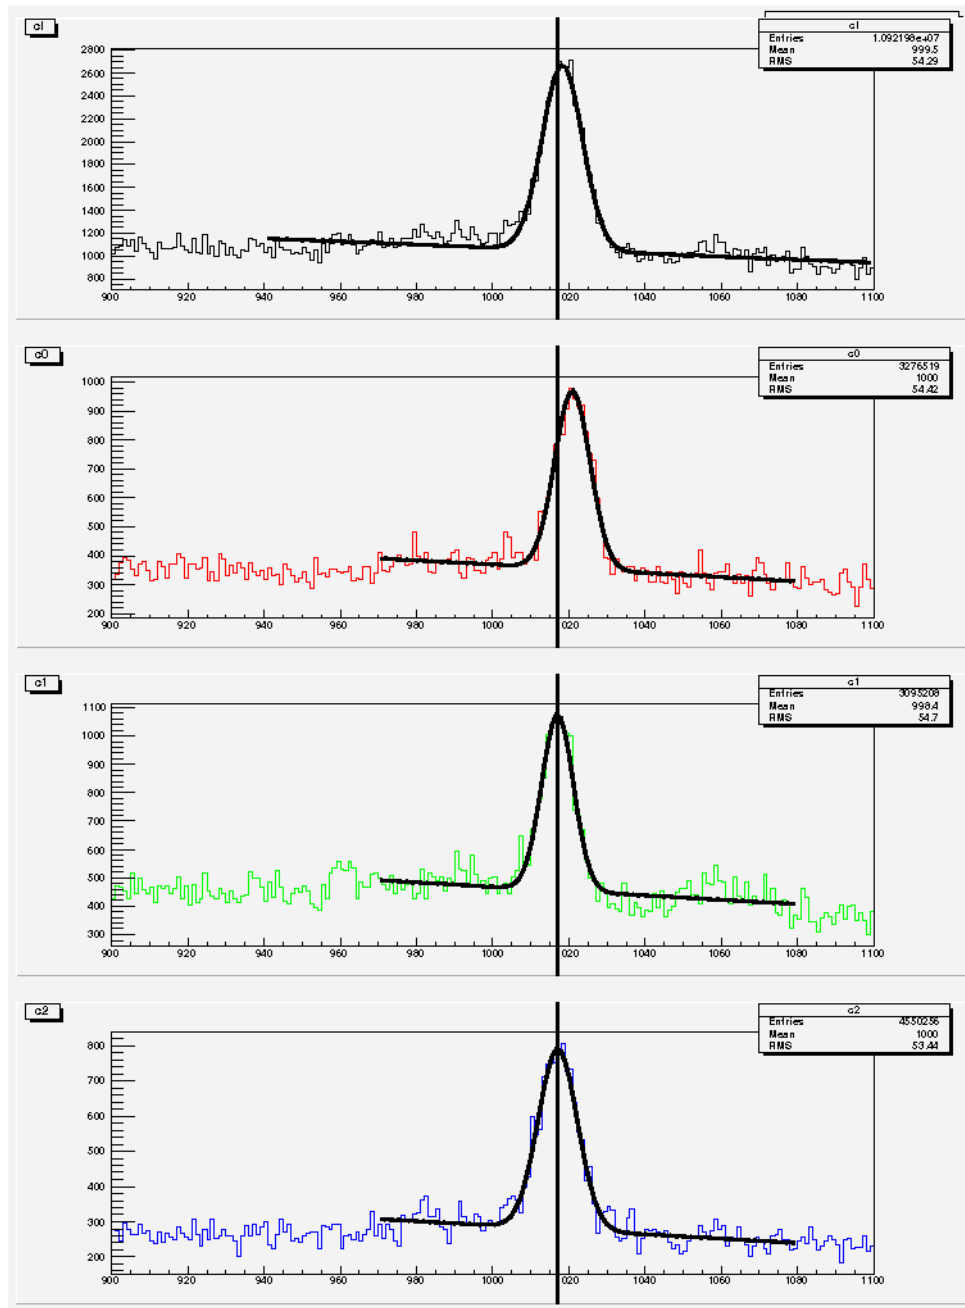 cl
cl
Entries 1.092198e+07
Mean 999.5
RMS 54.29
2800
2600
2400
2200
2000
1800
1600
1400
1200
1000
800
900 920 940 960 980 1000 020 1040 1060 1080 1100
c0
c0
Entries 3276519
Mean 1000
RMS 54.42
1000
900
800
700
600
500
400
300
200
900 920 940 960 980 1000 020 1040 1060 1080 1100
c1
c1
Entries 3095208
Mean 998.4
RMS 54.7
1100
1000
900
800
700
600
500
400
300
900 920 940 960 980 1000 020 1040 1060 1080 1100
c2
c2
Entries 4550256
Mean 1000
RMS 53.44
800
700
600
500
400
300
200
900 920 940 960 980 1000 020 1040 1060 1080 1100